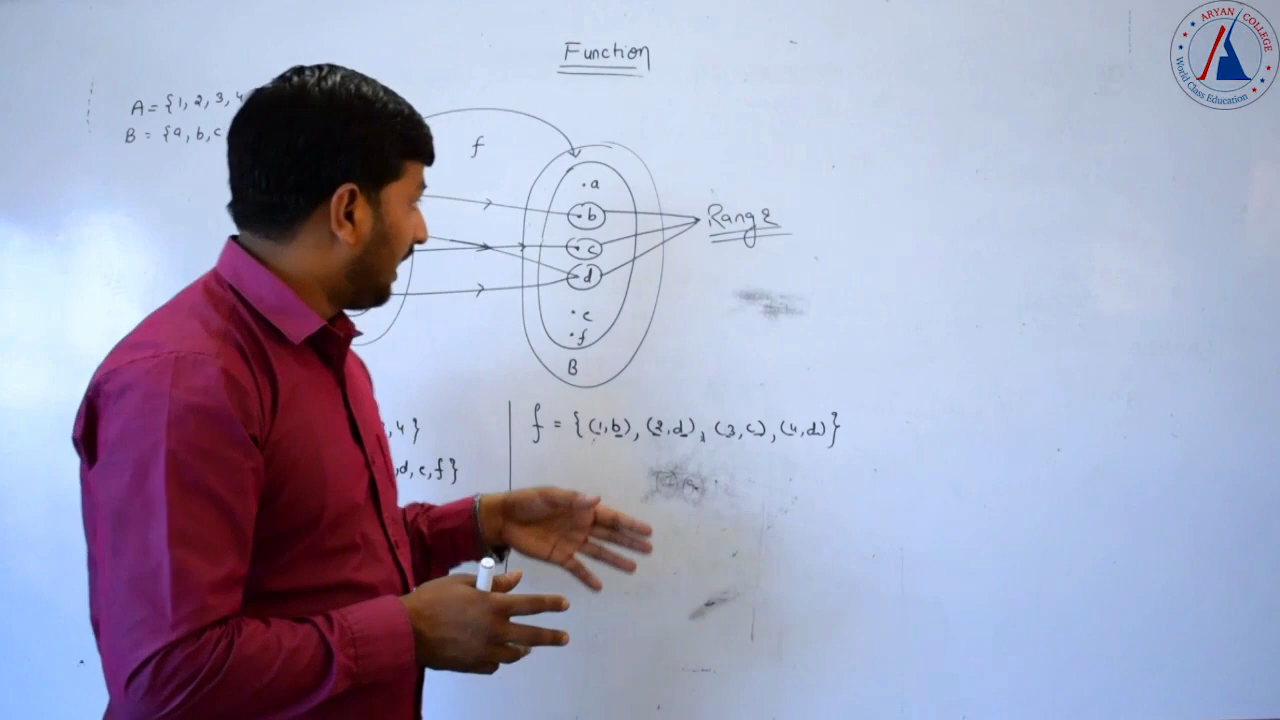 ARYAN COLLEGE
World Class Education
Function
A = {1, 2, 3, 4
B = {a, b, c
f
a
b
c
d
e
f
B
Range
, 4}
, d, e, f}
f = {(1,b), (2,d), (3,c), (4,d)}